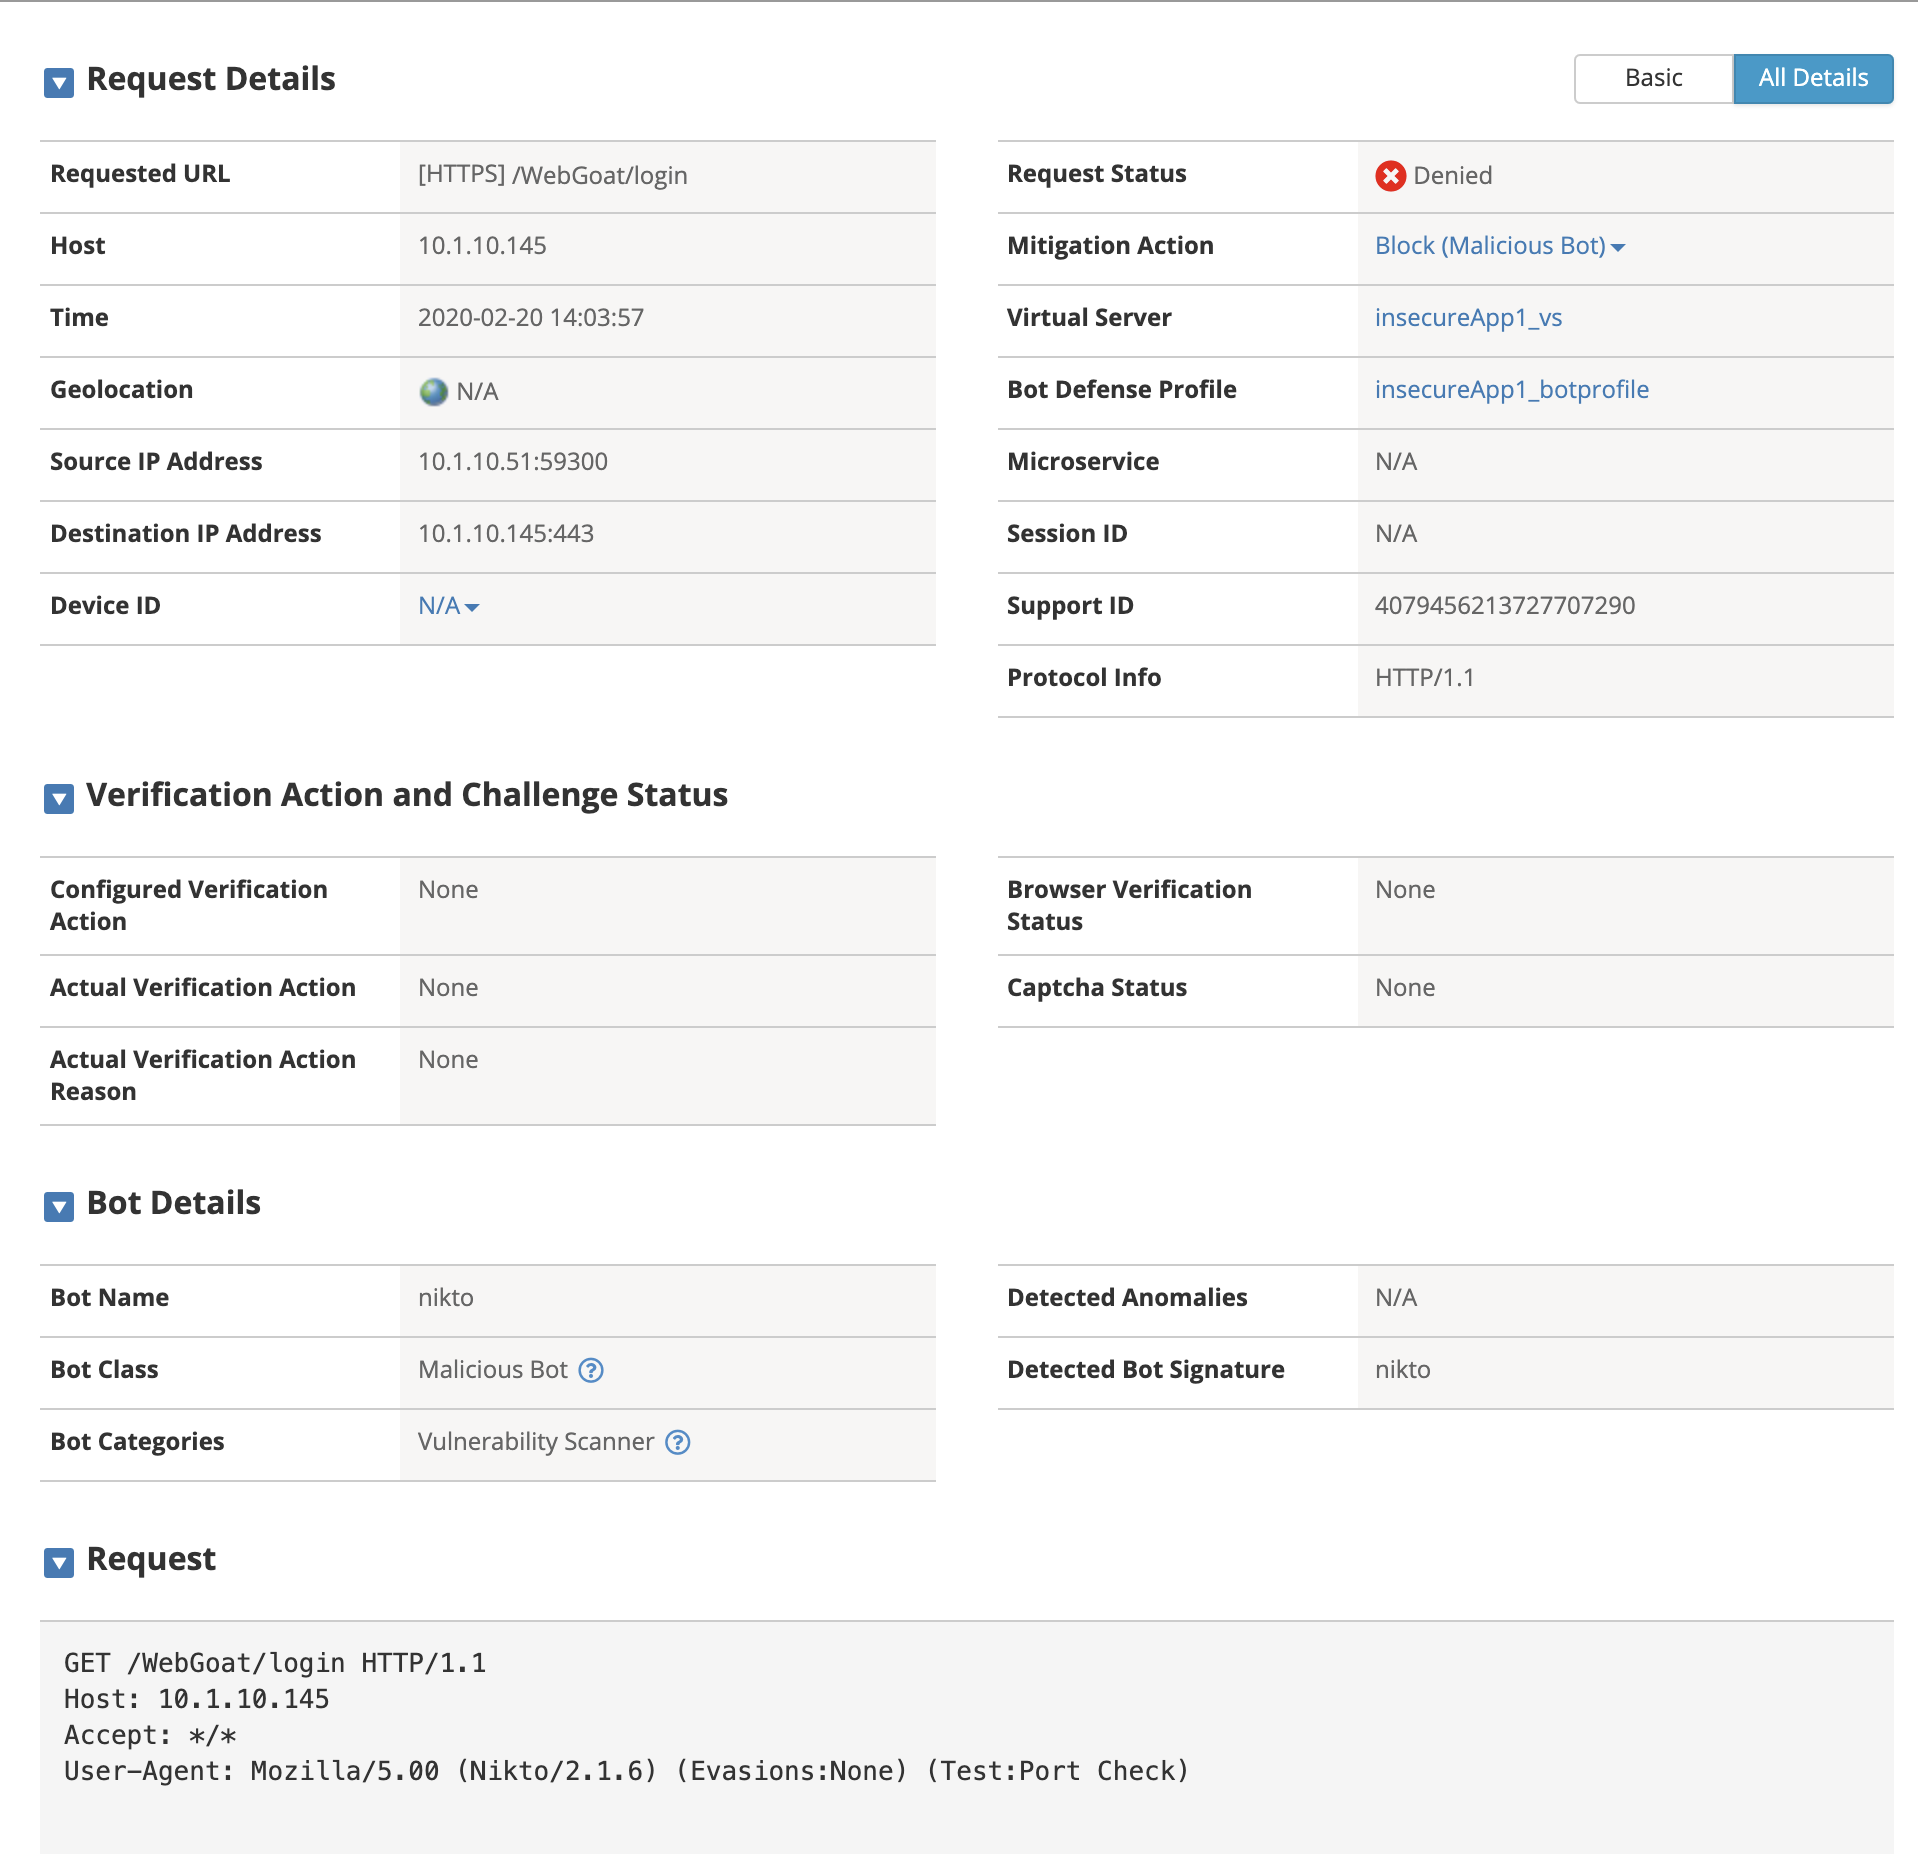 Request Details
Basic
All Details
Requested URL
[HTTPS] /WebGoat/login
Host
10.1.10.145
Time
2020-02-20 14:03:57
Geolocation
N/A
Source IP Address
10.1.10.51:59300
Destination IP Address
10.1.10.145:443
Device ID
N/A
Request Status
Denied
Mitigation Action
Block (Malicious Bot)
Virtual Server
insecureApp1_vs
Bot Defense Profile
insecureApp1_botprofile
Microservice
N/A
Session ID
N/A
Support ID
4079456213727707290
Protocol Info
HTTP/1.1
Verification Action and Challenge Status
Configured Verification
Action
None
Actual Verification Action
None
Actual Verification Action
Reason
None
Browser Verification
Status
None
Captcha Status
None
Bot Details
Bot Name
nikto
Bot Class
Malicious Bot ?
Bot Categories
Vulnerability Scanner ?
Detected Anomalies
N/A
Detected Bot Signature
nikto
Request
GET /WebGoat/login HTTP/1.1
Host: 10.1.10.145
Accept: */*
User-Agent: Mozilla/5.00 (Nikto/2.1.6) (Evasions:None) (Test:Port Check)